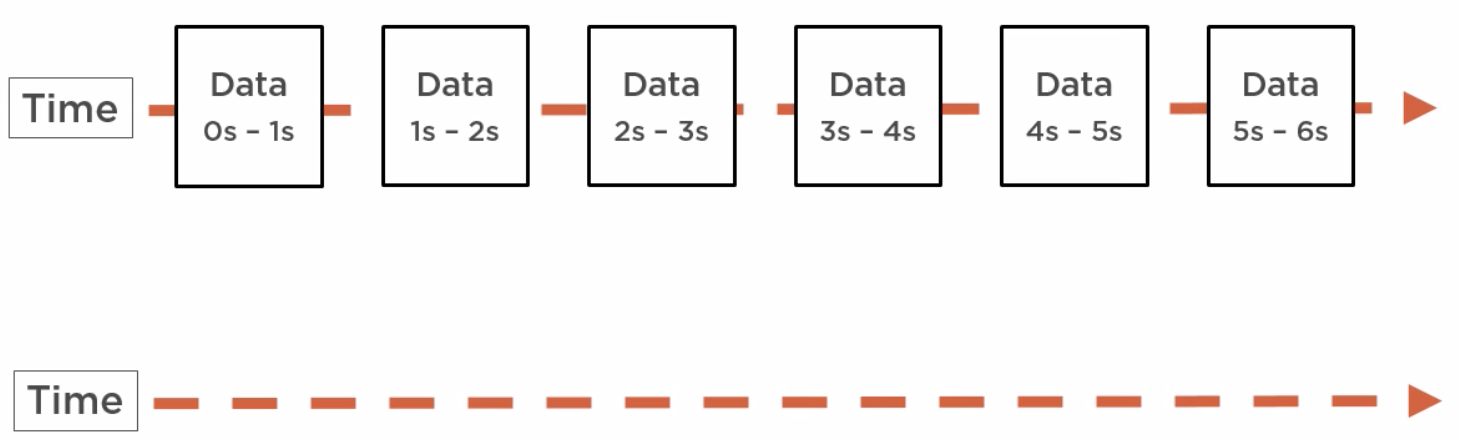 Time
Data
0s – 1s
Data
1s – 2s
Data
2s – 3s
Data
3s – 4s
Data
4s – 5s
Data
5s – 6s
Time